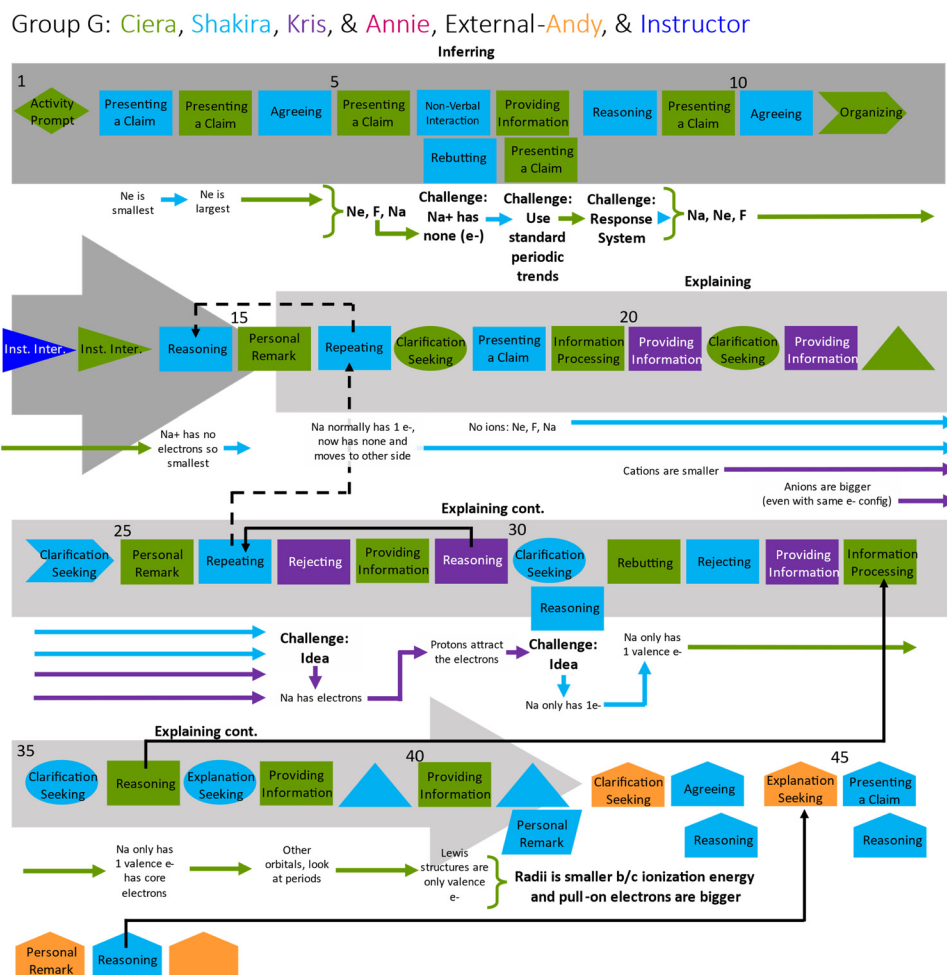 Group G: Ciera, Shakira, Kris, & Annie, External-Andy, & Instructor
Inferring
1
5
10
Activity
Prompt
Presenting
a Claim
Presenting
a Claim
Agreeing
Presenting
a Claim
Non-Verbal
Interaction
Providing
Information
Reasoning
Presenting
a Claim
Agreeing
Organizing
Rebutting
Presenting
a Claim
Ne is
smallest
Ne is
largest
Ne, F, Na
Challenge:
Na+ has
none (e-)
Challenge:
Use
standard
periodic
trends
Challenge:
Response
System
Na, Ne, F
Explaining
15
20
Inst. Inter.
Inst. Inter.
Reasoning
Personal
Remark
Repeating
Clarification
Seeking
Presenting
a Claim
Information
Processing
Providing
Information
Clarification
Seeking
Providing
Information
Na+ has no
electrons so
smallest
Na normally has 1 e-,
now has none and
moves to other side
No ions: Ne, F, Na
Cations are smaller
Anions are bigger
(even with same e- config)
Explaining cont.
25
30
Clarification
Seeking
Personal
Remark
Repeating
Rejecting
Providing
Information
Reasoning
Clarification
Seeking
Rebutting
Rejecting
Providing
Information
Information
Processing
Reasoning
Challenge:
Idea
Na has electrons
Protons attract
the electrons
Challenge:
Idea
Na only has 1e-
Na only has
1 valence e-
Explaining cont.
35
40
45
Clarification
Seeking
Reasoning
Explanation
Seeking
Providing
Information
Providing
Information
Personal
Remark
Clarification
Seeking
Agreeing
Explanation
Seeking
Presenting
a Claim
Reasoning
Reasoning
Na only has
1 valence e-
has core
electrons
Other
orbitals, look
at periods
Lewis
structures are
only valence
e-
Radii is smaller b/c ionization energy
and pull-on electrons are bigger
Personal
Remark
Reasoning